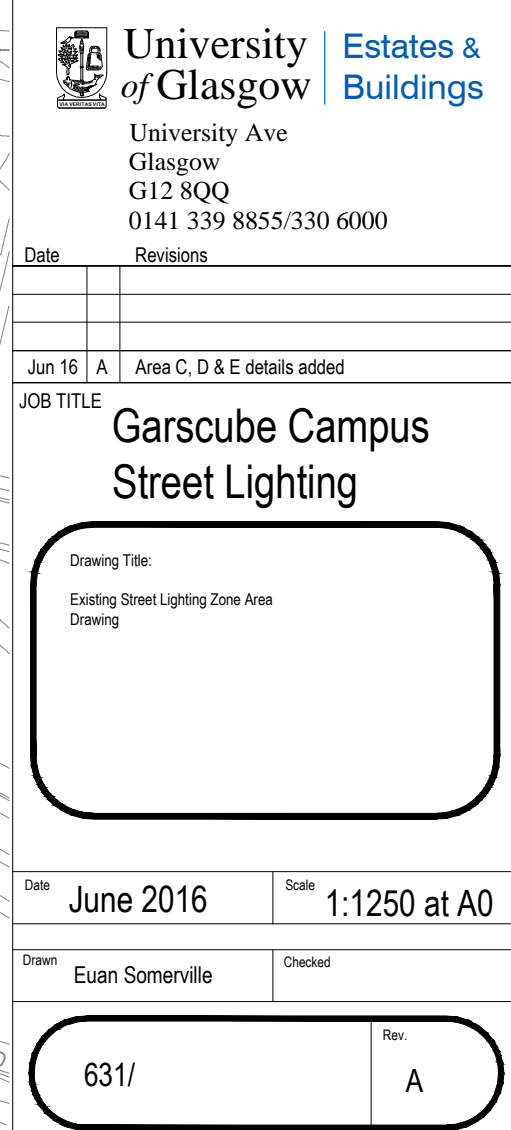 University
of Glasgow
Estates &
Buildings
VIA VERITAS VITA
University Ave
Glasgow
G12 8QQ
0141 339 8855/330 6000
Date Revisions
Jun 16 A Area C, D & E details added
JOB TITLE
Garscube Campus
Street Lighting
Drawing Title:
Existing Street Lighting Zone Area
Drawing
Date June 2016 Scale 1:1250 at A0
Drawn Euan Somerville Checked
Rev.
631/ A